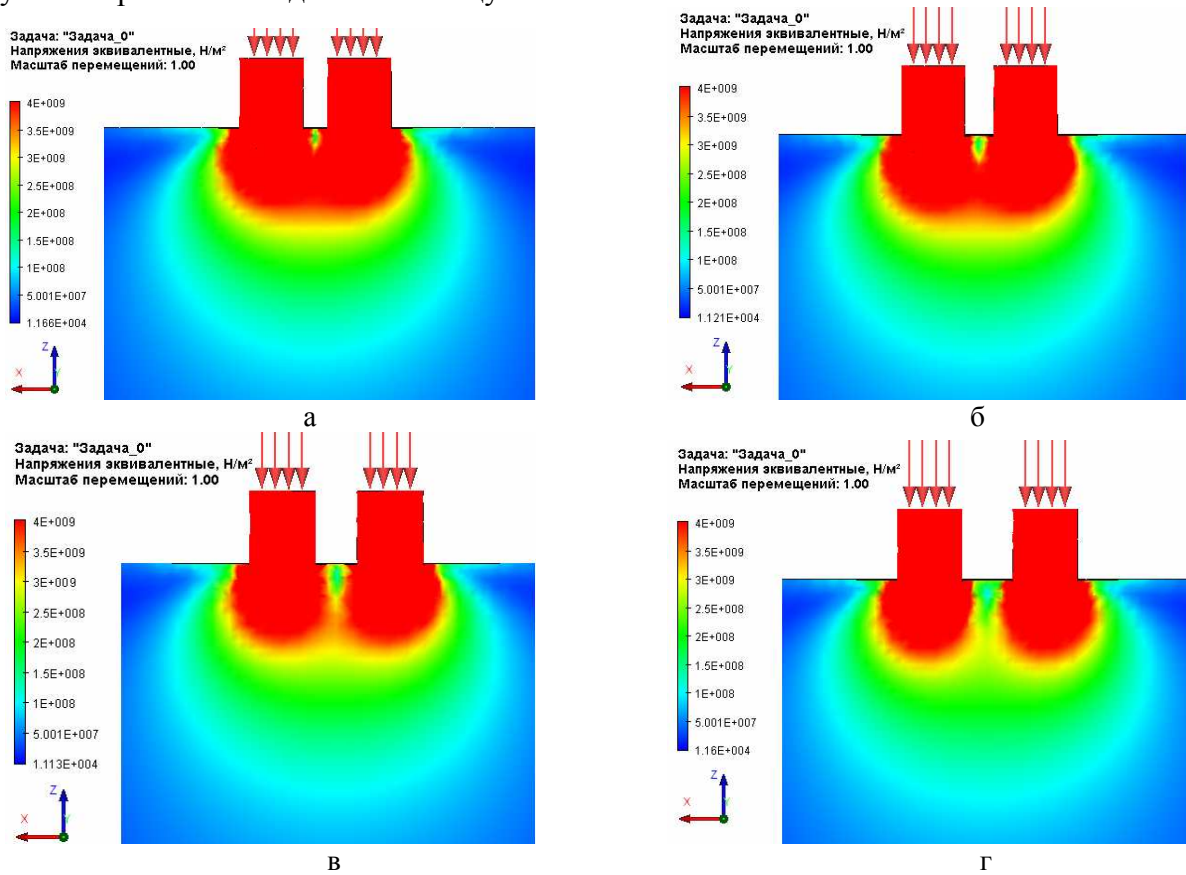 Задача: "Задача_0"
Напряжения эквивалентные, Н/м²
Масштаб перемещений: 1.00
4E+009
3.5E+009
3E+009
2.5E+008
2E+008
1.5E+008
1E+008
5.001E+007
1.166E+004
Z
X
Y
а
Задача: "Задача_0"
Напряжения эквивалентные, Н/м²
Масштаб перемещений: 1.00
4E+009
3.5E+009
3E+009
2.5E+008
2E+008
1.5E+008
1E+008
5.001E+007
1.121E+004
Z
X
Y
б
Задача: "Задача_0"
Напряжения эквивалентные, Н/м²
Масштаб перемещений: 1.00
4E+009
3.5E+009
3E+009
2.5E+008
2E+008
1.5E+008
1E+008
5.001E+007
1.113E+004
Z
X
Y
в
Задача: "Задача_0"
Напряжения эквивалентные, Н/м²
Масштаб перемещений: 1.00
4E+009
3.5E+009
3E+009
2.5E+008
2E+008
1.5E+008
1E+008
5.001E+007
1.16E+004
Z
X
Y
г